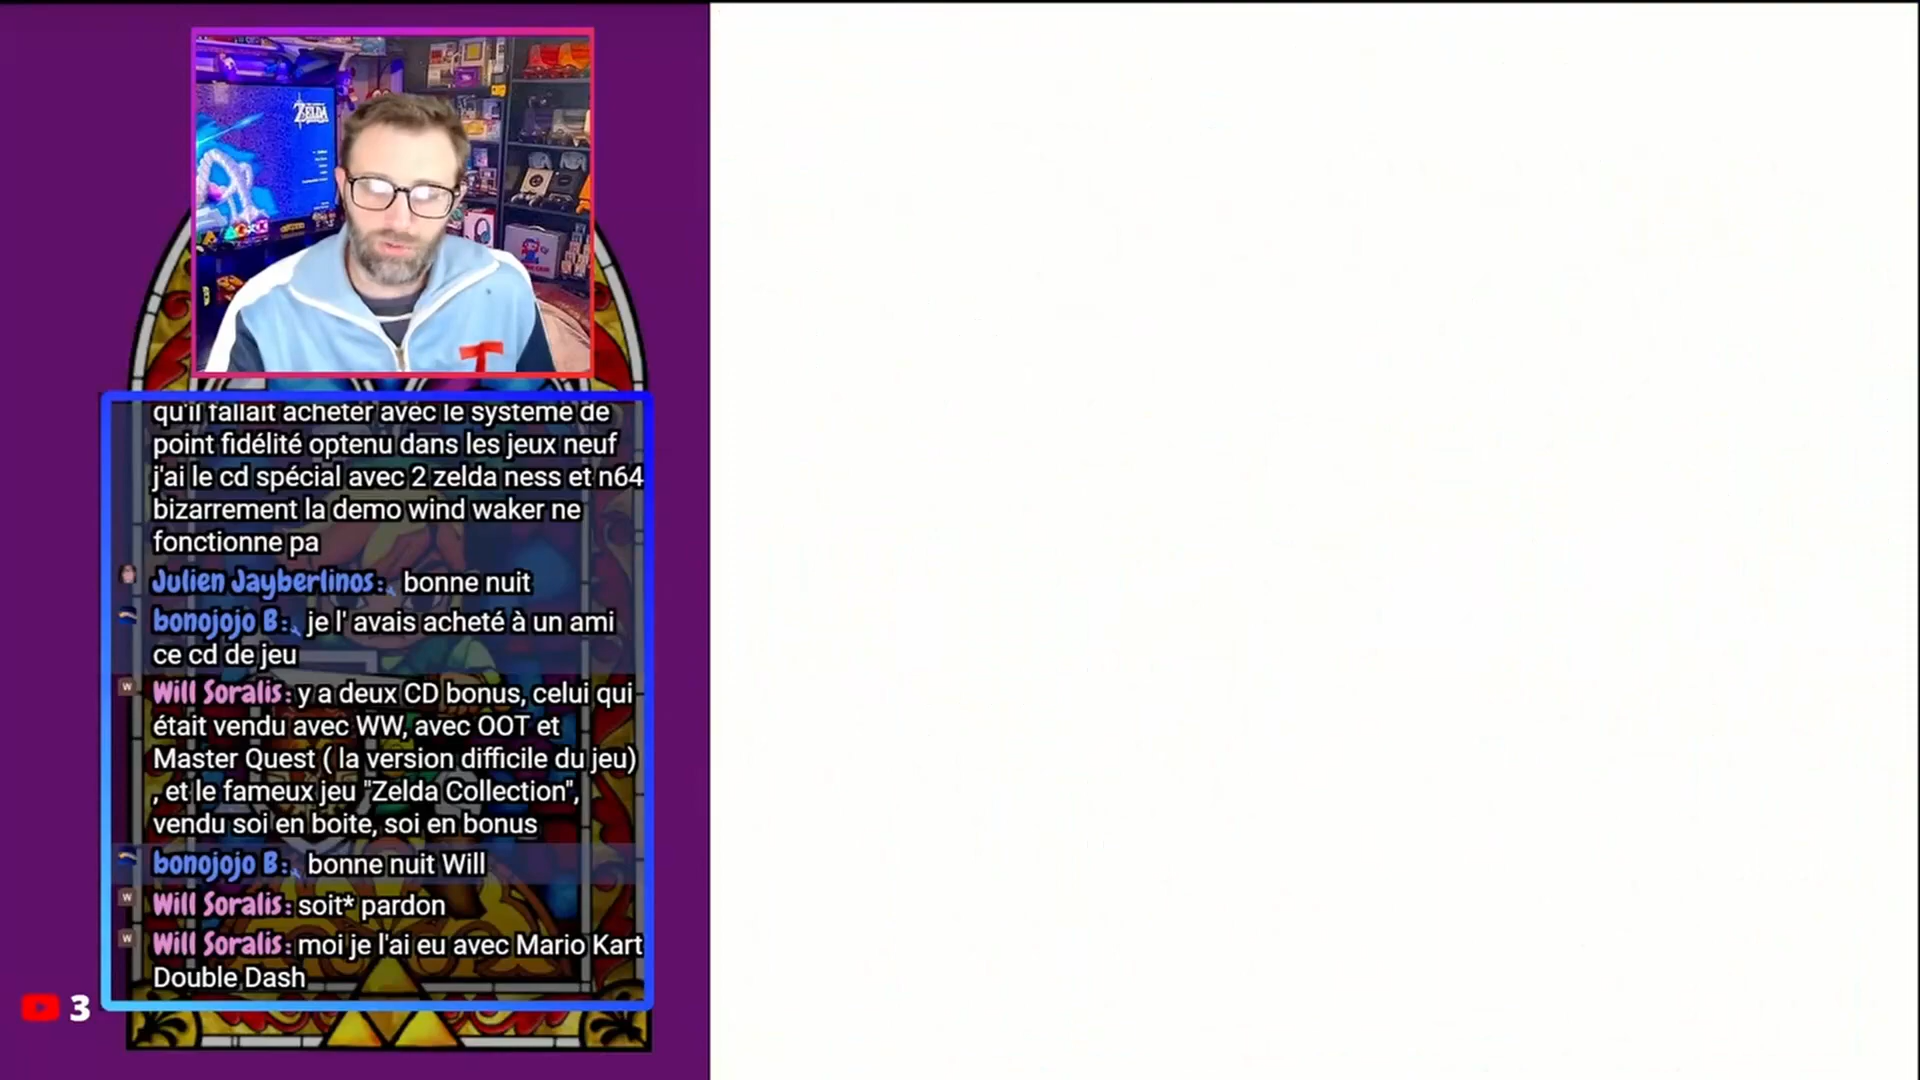 ZELDA
qu'il fallait acheter avec le système de
point fidélité optenu dans les jeux neuf
j'ai le cd spécial avec 2 zelda ness et n64
bizarrement la demo wind waker ne
fonctionne pa
Julien Jayberlinos: bonne nuit
bonojojo B: je l' avais acheté à un ami
ce cd de jeu
W Will Soralis: y a deux CD bonus, celui qui
était vendu avec WW, avec OOT et
Master Quest ( la version difficile du jeu)
, et le fameux jeu "Zelda Collection",
vendu soi en boite, soi en bonus
bonojojo B: bonne nuit Will
W Will Soralis: soit* pardon
W Will Soralis: moi je l'ai eu avec Mario Kart
Double Dash
3